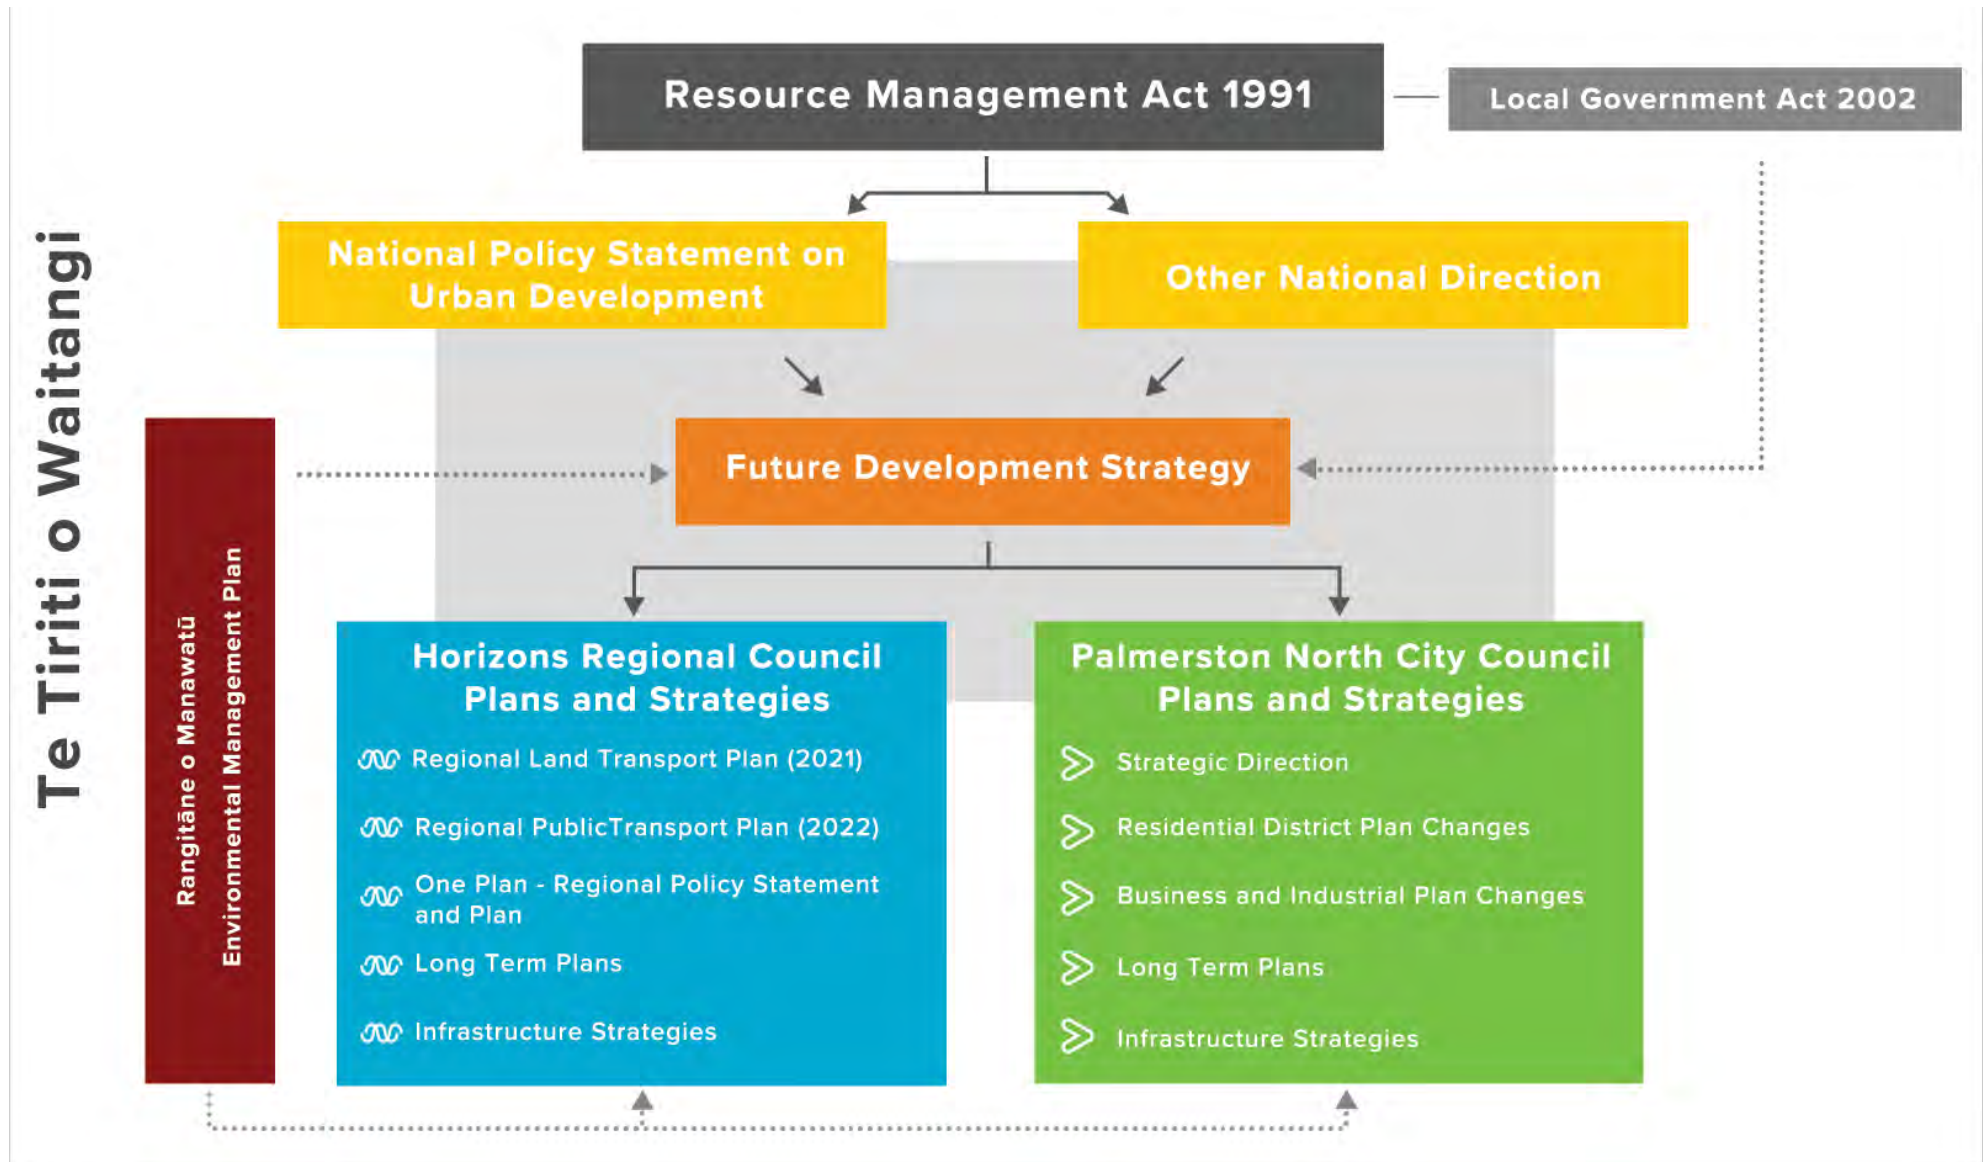 Resource Management Act 1991
Local Government Act 2002
National Policy Statement on
Urban Development
Other National Direction
Te Tiriti o Waitangi
Future Development Strategy
Rangitāne o Manawatū
Environmental Management Plan
Horizons Regional Council
Plans and Strategies
Regional Land Transport Plan (2021)
Regional PublicTransport Plan (2022)
One Plan - Regional Policy Statement
and Plan
Long Term Plans
Infrastructure Strategies
Palmerston North City Council
Plans and Strategies
Strategic Direction
Residential District Plan Changes
Business and Industrial Plan Changes
Long Term Plans
Infrastructure Strategies